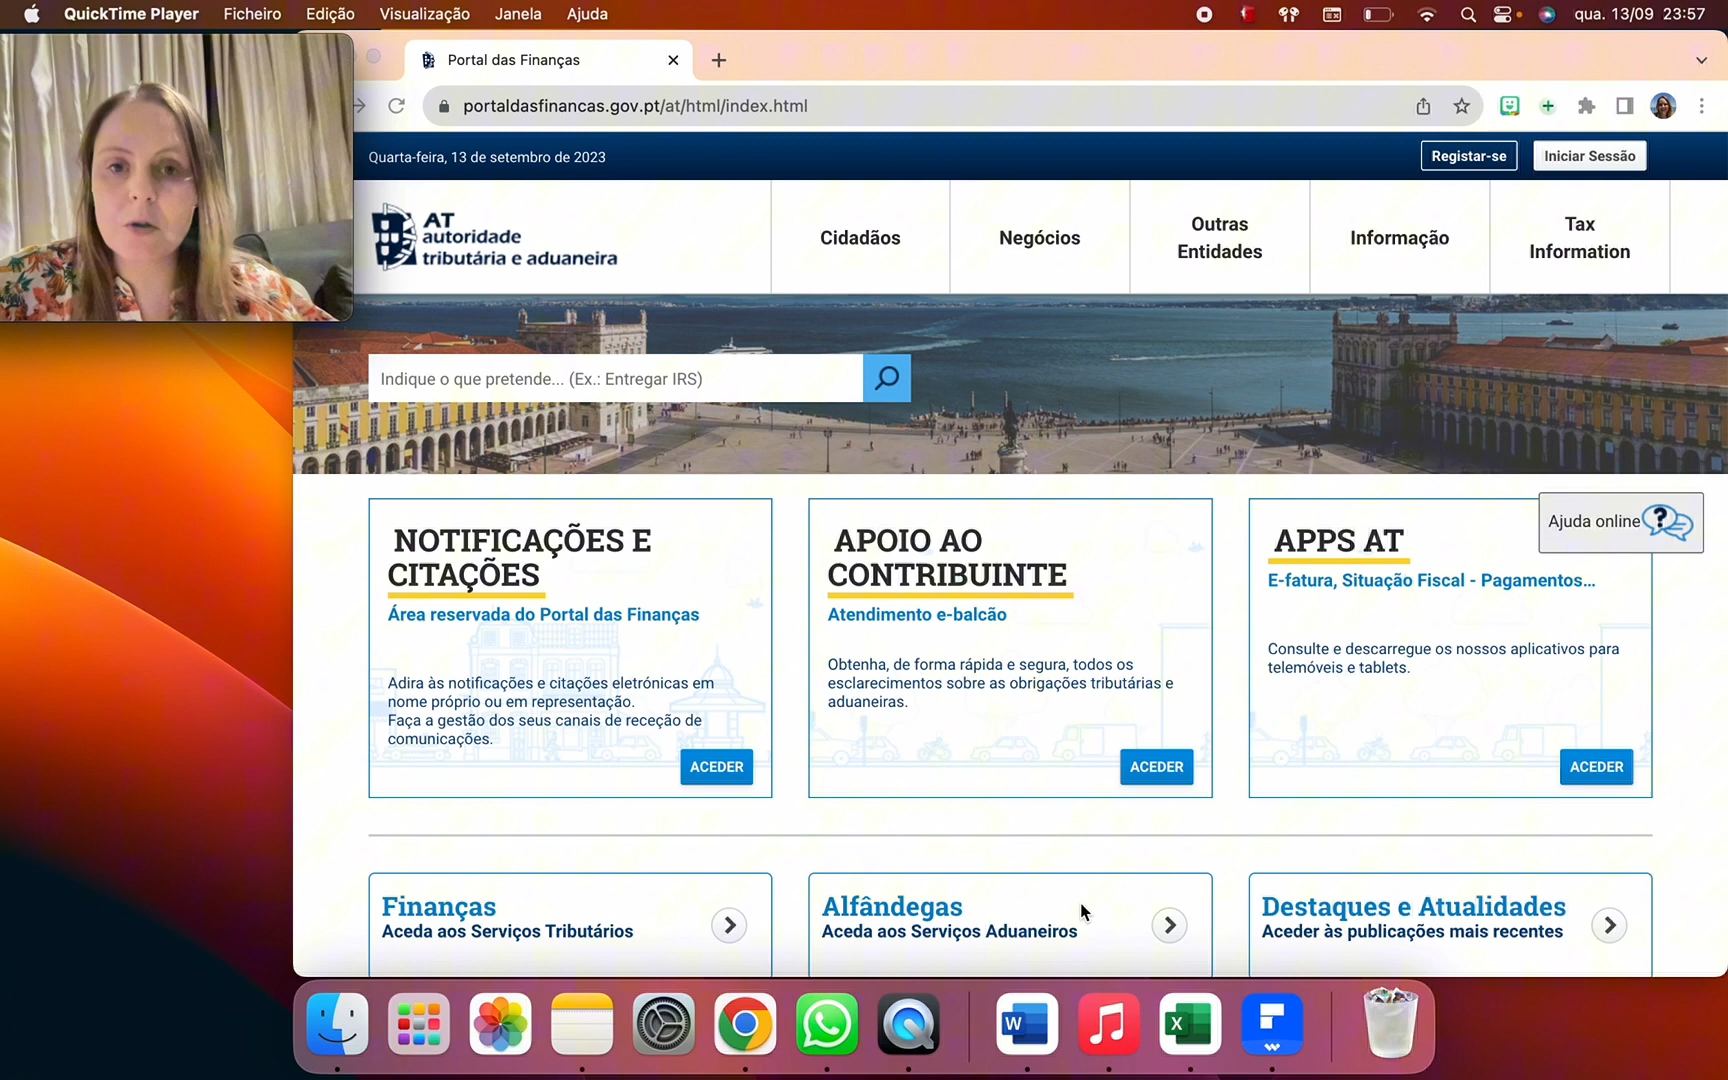 QuickTime Player Ficheiro Edição Visualização Janela Ajuda
qua. 13/09 23:57
Portal das Finanças
portaldasfinancas.gov.pt/at/html/index.html
Quarta-feira, 13 de setembro de 2023
Registar-se
Iniciar Sessão
AT
autoridade
tributária e aduaneira
Cidadãos
Negócios
Outras
Entidades
Informação
Tax
Information
Indique o que pretende... (Ex.: Entregar IRS)
NOTIFICAÇÕES E
CITAÇÕES
Área reservada do Portal das Finanças
Adira às notificações e citações eletrónicas em
nome próprio ou em representação.
Faça a gestão dos seus canais de receção de
comunicações.
ACEDER
APOIO AO
CONTRIBUINTE
Atendimento e-balcão
Obtenha, de forma rápida e segura, todos os
esclarecimentos sobre as obrigações tributárias e
aduaneiras.
ACEDER
Ajuda online
APPS AT
E-fatura, Situação Fiscal - Pagamentos...
Consulte e descarregue os nossos aplicativos para
telemóveis e tablets.
ACEDER
Finanças
Aceda aos Serviços Tributários
Alfândegas
Aceda aos Serviços Aduaneiros
Destaques e Atualidades
Aceder às publicações mais recentes
W
X